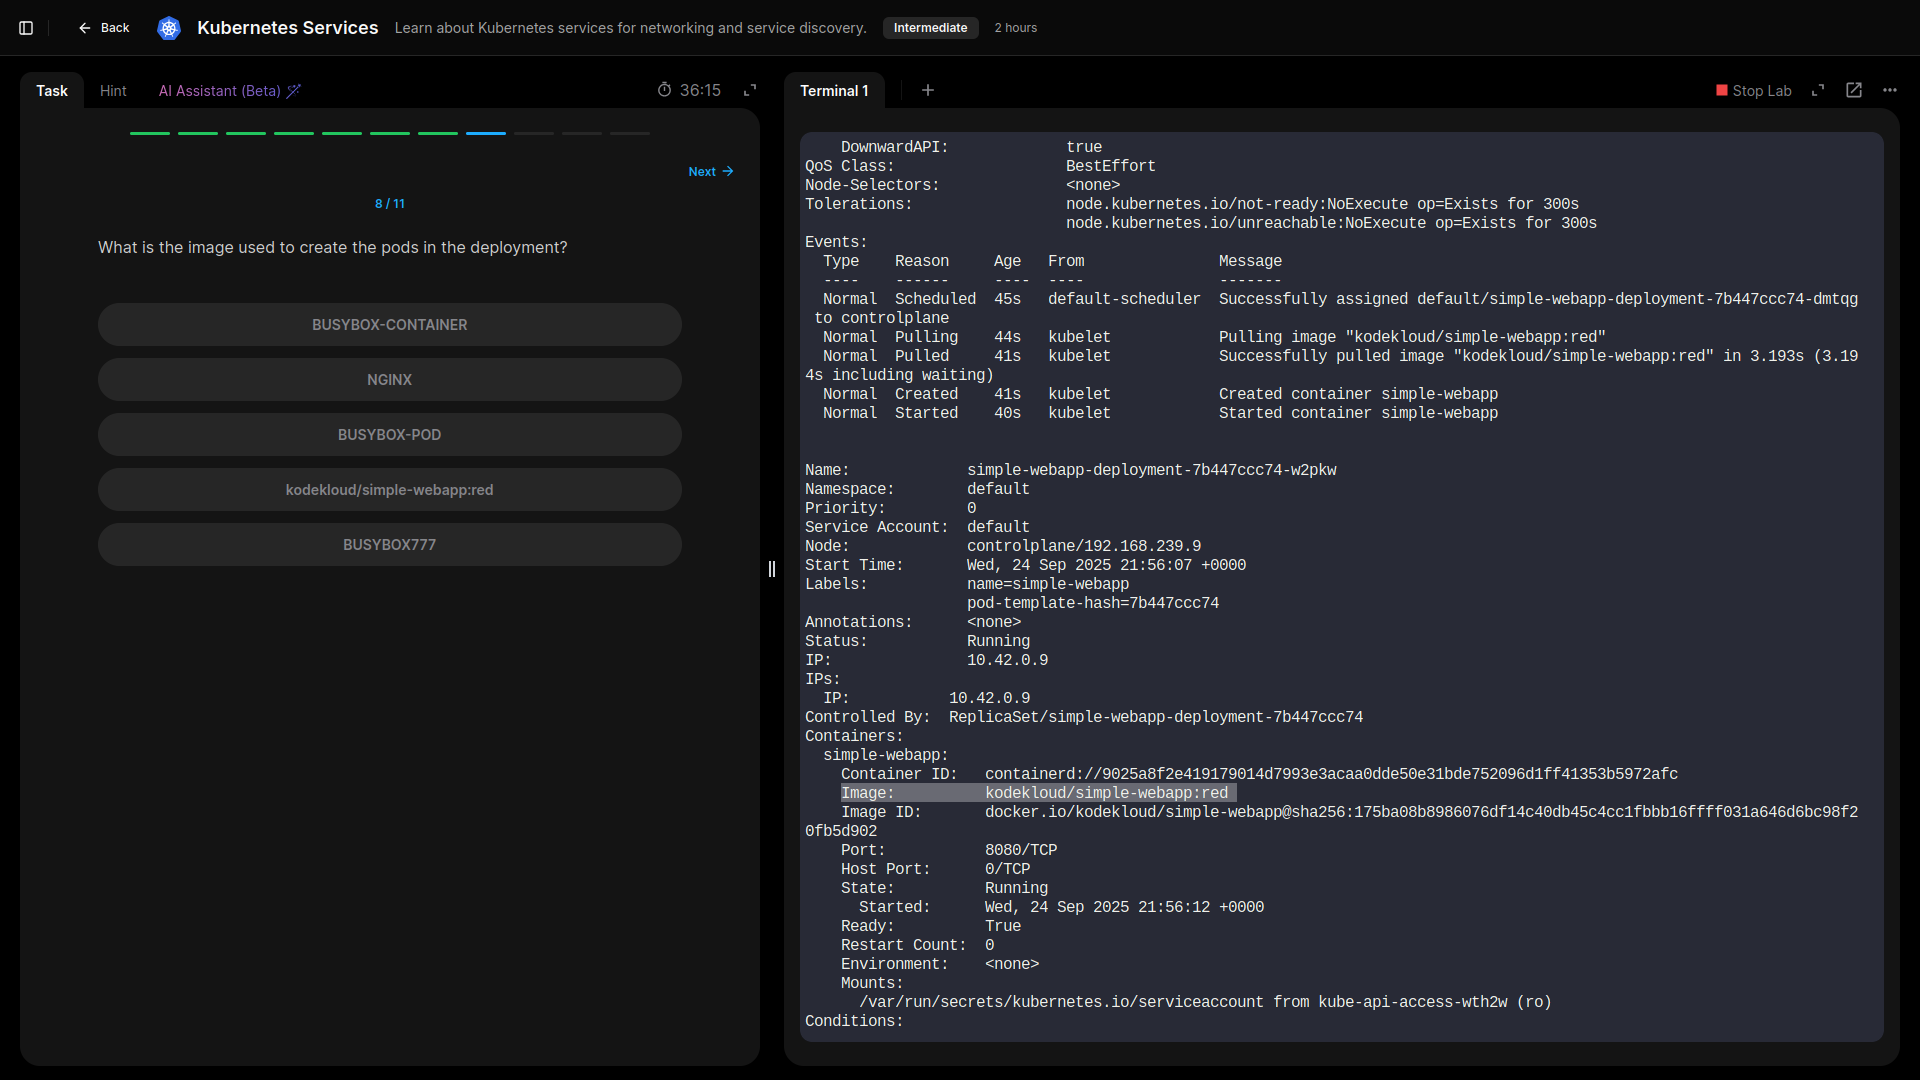 Back
Kubernetes Services
Learn about Kubernetes services for networking and service discovery.
Intermediate
2 hours
Task
Hint
AI Assistant (Beta)
36:15
Next
8 / 11
What is the image used to create the pods in the deployment?
BUSYBOX-CONTAINER
NGINX
BUSYBOX-POD
kodekloud/simple-webapp:red
BUSYBOX777
Terminal 1
Stop Lab
    DownwardAPI:             true
QoS Class:                   BestEffort
Node-Selectors:              <none>
Tolerations:                 node.kubernetes.io/not-ready:NoExecute op=Exists for 300s
                             node.kubernetes.io/unreachable:NoExecute op=Exists for 300s
Events:
  Type    Reason     Age   From               Message
  ----    ------     ----  ----               -------
  Normal  Scheduled  45s   default-scheduler  Successfully assigned default/simple-webapp-deployment-7b447ccc74-dmtqg
 to controlplane
  Normal  Pulling    44s   kubelet            Pulling image "kodekloud/simple-webapp:red"
  Normal  Pulled     41s   kubelet            Successfully pulled image "kodekloud/simple-webapp:red" in 3.193s (3.19
4s including waiting)
  Normal  Created    41s   kubelet            Created container simple-webapp
  Normal  Started    40s   kubelet            Started container simple-webapp
Name:             simple-webapp-deployment-7b447ccc74-w2pkw
Namespace:        default
Priority:         0
Service Account:  default
Node:             controlplane/192.168.239.9
Start Time:       Wed, 24 Sep 2025 21:56:07 +0000
Labels:           name=simple-webapp
                  pod-template-hash=7b447ccc74
Annotations:      <none>
Status:           Running
IP:               10.42.0.9
IPs:
  IP:           10.42.0.9
Controlled By:  ReplicaSet/simple-webapp-deployment-7b447ccc74
Containers:
  simple-webapp:
    Container ID:   containerd://9025a8f2e419179014d7993e3acaa0dde50e31bde752096d1ff41353b5972afc
    Image:          kodekloud/simple-webapp:red
    Image ID:       docker.io/kodekloud/simple-webapp@sha256:175ba08b8986076df14c40db45c4cc1fbbb16ffff031a646d6bc98f2
0fb5d902
    Port:           8080/TCP
    Host Port:      0/TCP
    State:          Running
      Started:      Wed, 24 Sep 2025 21:56:12 +0000
    Ready:          True
    Restart Count:  0
    Environment:    <none>
    Mounts:
      /var/run/secrets/kubernetes.io/serviceaccount from kube-api-access-wth2w (ro)
Conditions: